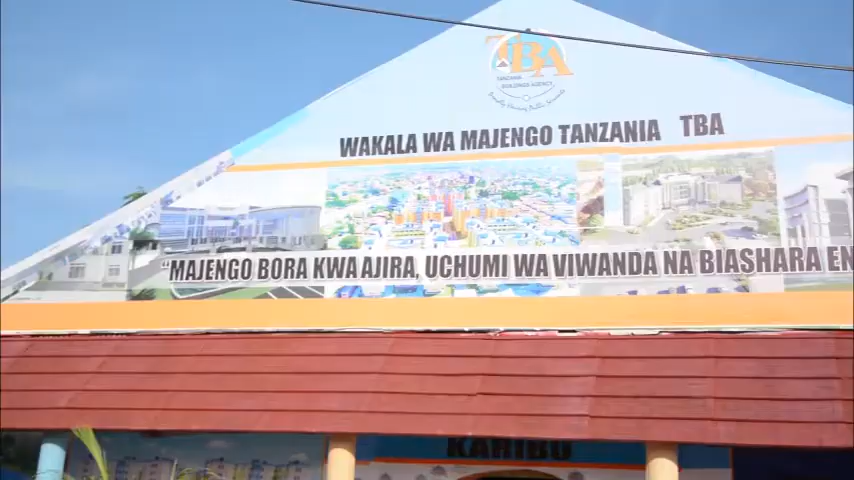 TBA
TANZANIA
BUILDINGS AGENCY
WAKALA WA MAJENGO TANZANIA TBA
"MAJENGO BORA KWA AJIRA, UCHUMI WA VIWANDA NA BIASHARA EN
KARIBU